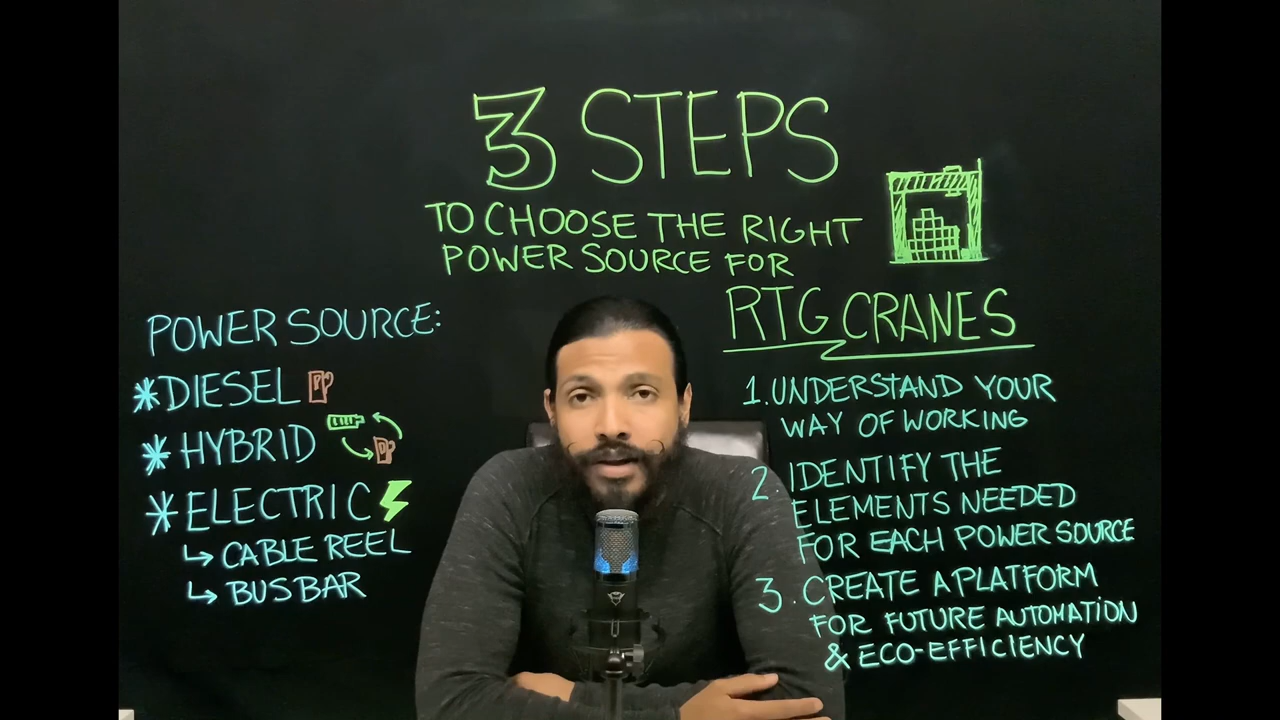 3 STEPS
TO CHOOSE THE RIGHT
POWER SOURCE FOR
RTG CRANES
POWER SOURCE:
* DIESEL
* HYBRID
* ELECTRIC
↳ CABLE REEL
↳ BUSBAR
1. UNDERSTAND YOUR
WAY OF WORKING
2. IDENTIFY THE
ELEMENTS NEEDED
FOR EACH POWER SOURCE
3. CREATE A PLATFORM
FOR FUTURE AUTOMATION
& ECO-EFFICIENCY